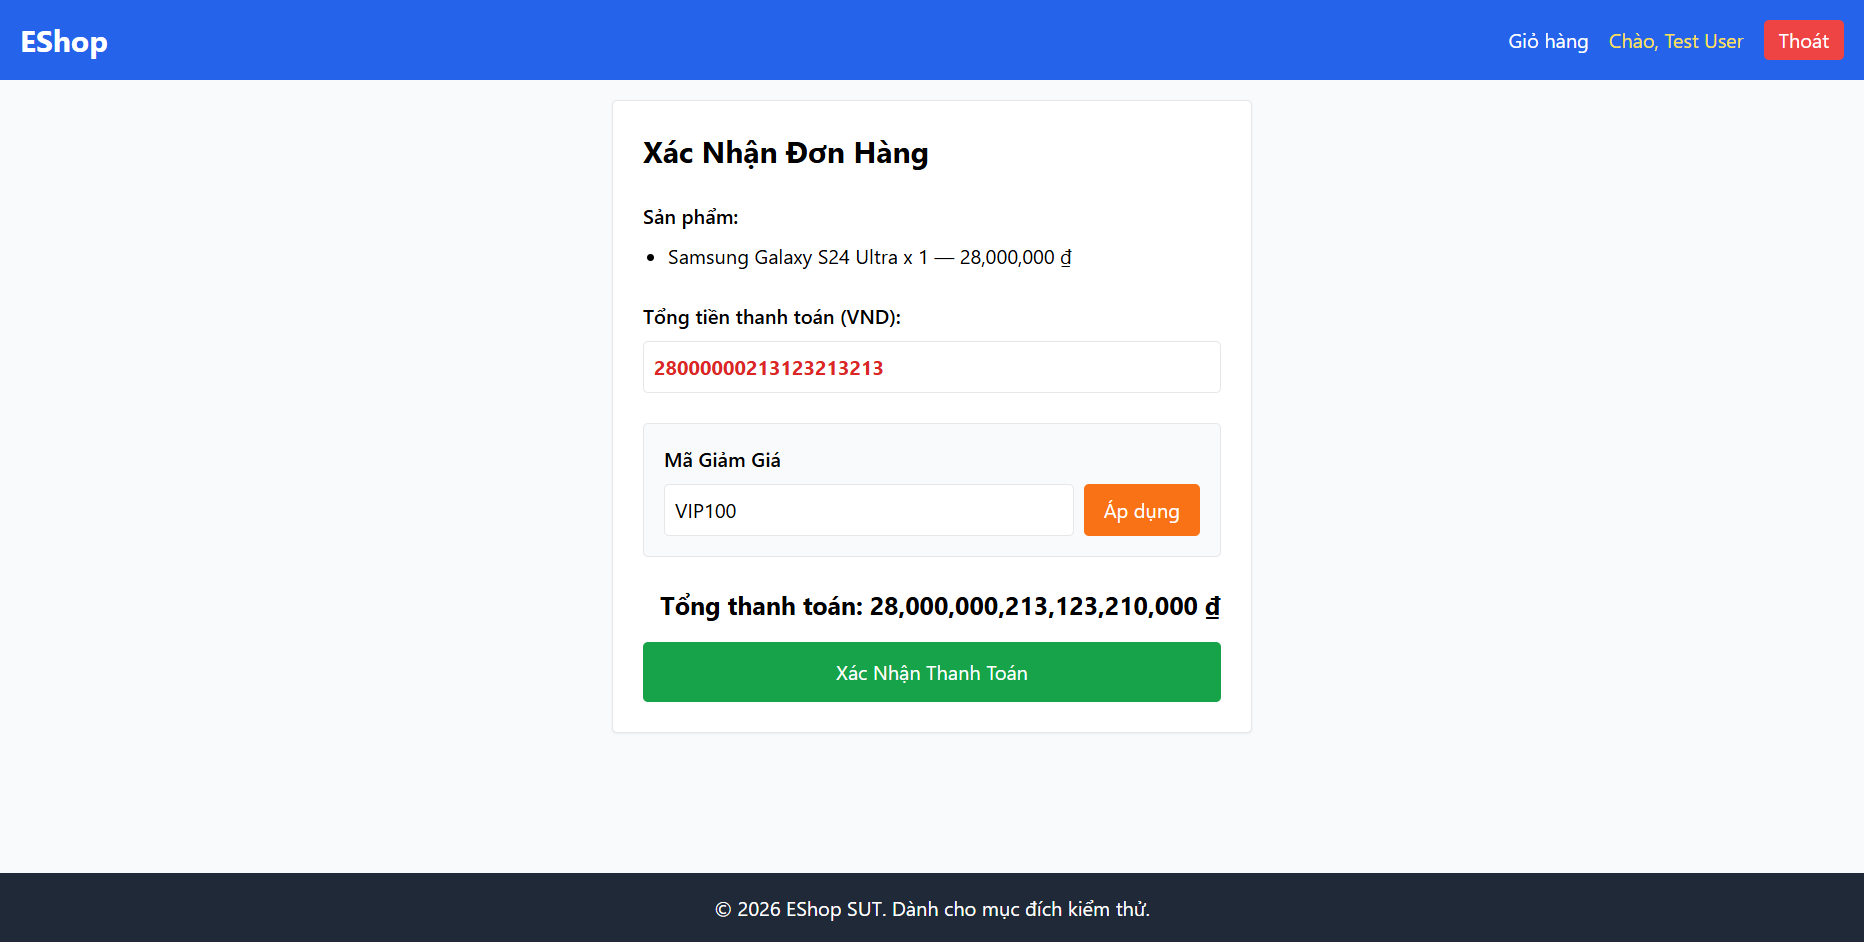 EShop
Giỏ hàng
Chào, Test User
Thoát
Xác Nhận Đơn Hàng
Sản phẩm:
• Samsung Galaxy S24 Ultra x 1 — 28,000,000 ₫
Tổng tiền thanh toán (VND):
28000000213123213213
Mã Giảm Giá
VIP100
Áp dụng
Tổng thanh toán: 28,000,000,213,123,210,000 ₫
Xác Nhận Thanh Toán
© 2026 EShop SUT. Dành cho mục đích kiểm thử.